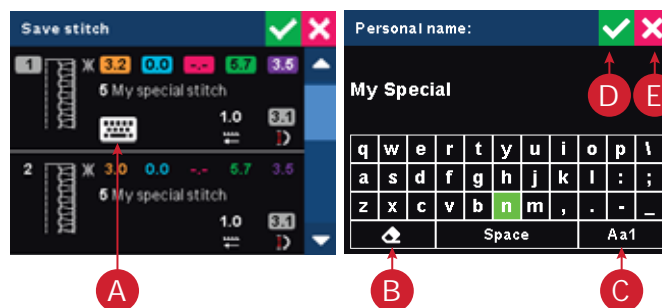 Save stitch
1 3.2 0.0 -.- 5.7 3.5
6 My special stitch
1.0 3.1
2 3.0 0.0 -.- 5.7 3.5
6 My special stitch
1.0 3.1
A
Personal name:
D E
My Special
q w e r t y u i o p \
a s d f g h j k l : ;
z x c v b n m , . - _
Space Aa1
B C